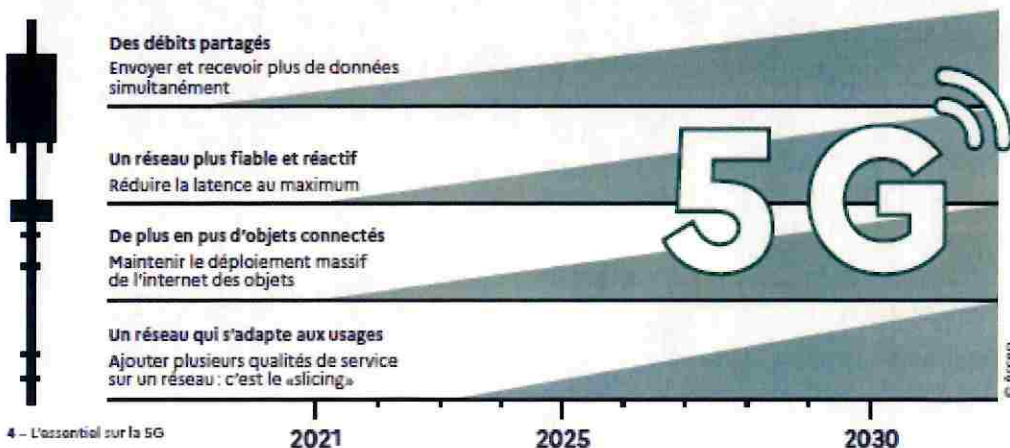 Des débits partagés
Envoyer et recevoir plus de données
simultanément
Un réseau plus fiable et réactif
Réduire la latence au maximum
De plus en pus d'objets connectés
Maintenir le déploiement massif
de l'internet des objets
Un réseau qui s'adapte aux usages
Ajouter plusieurs qualités de service
sur un réseau : c'est le «slicing»
5G
© Arcep
4 – L'essentiel sur la 5G
2021
2025
2030